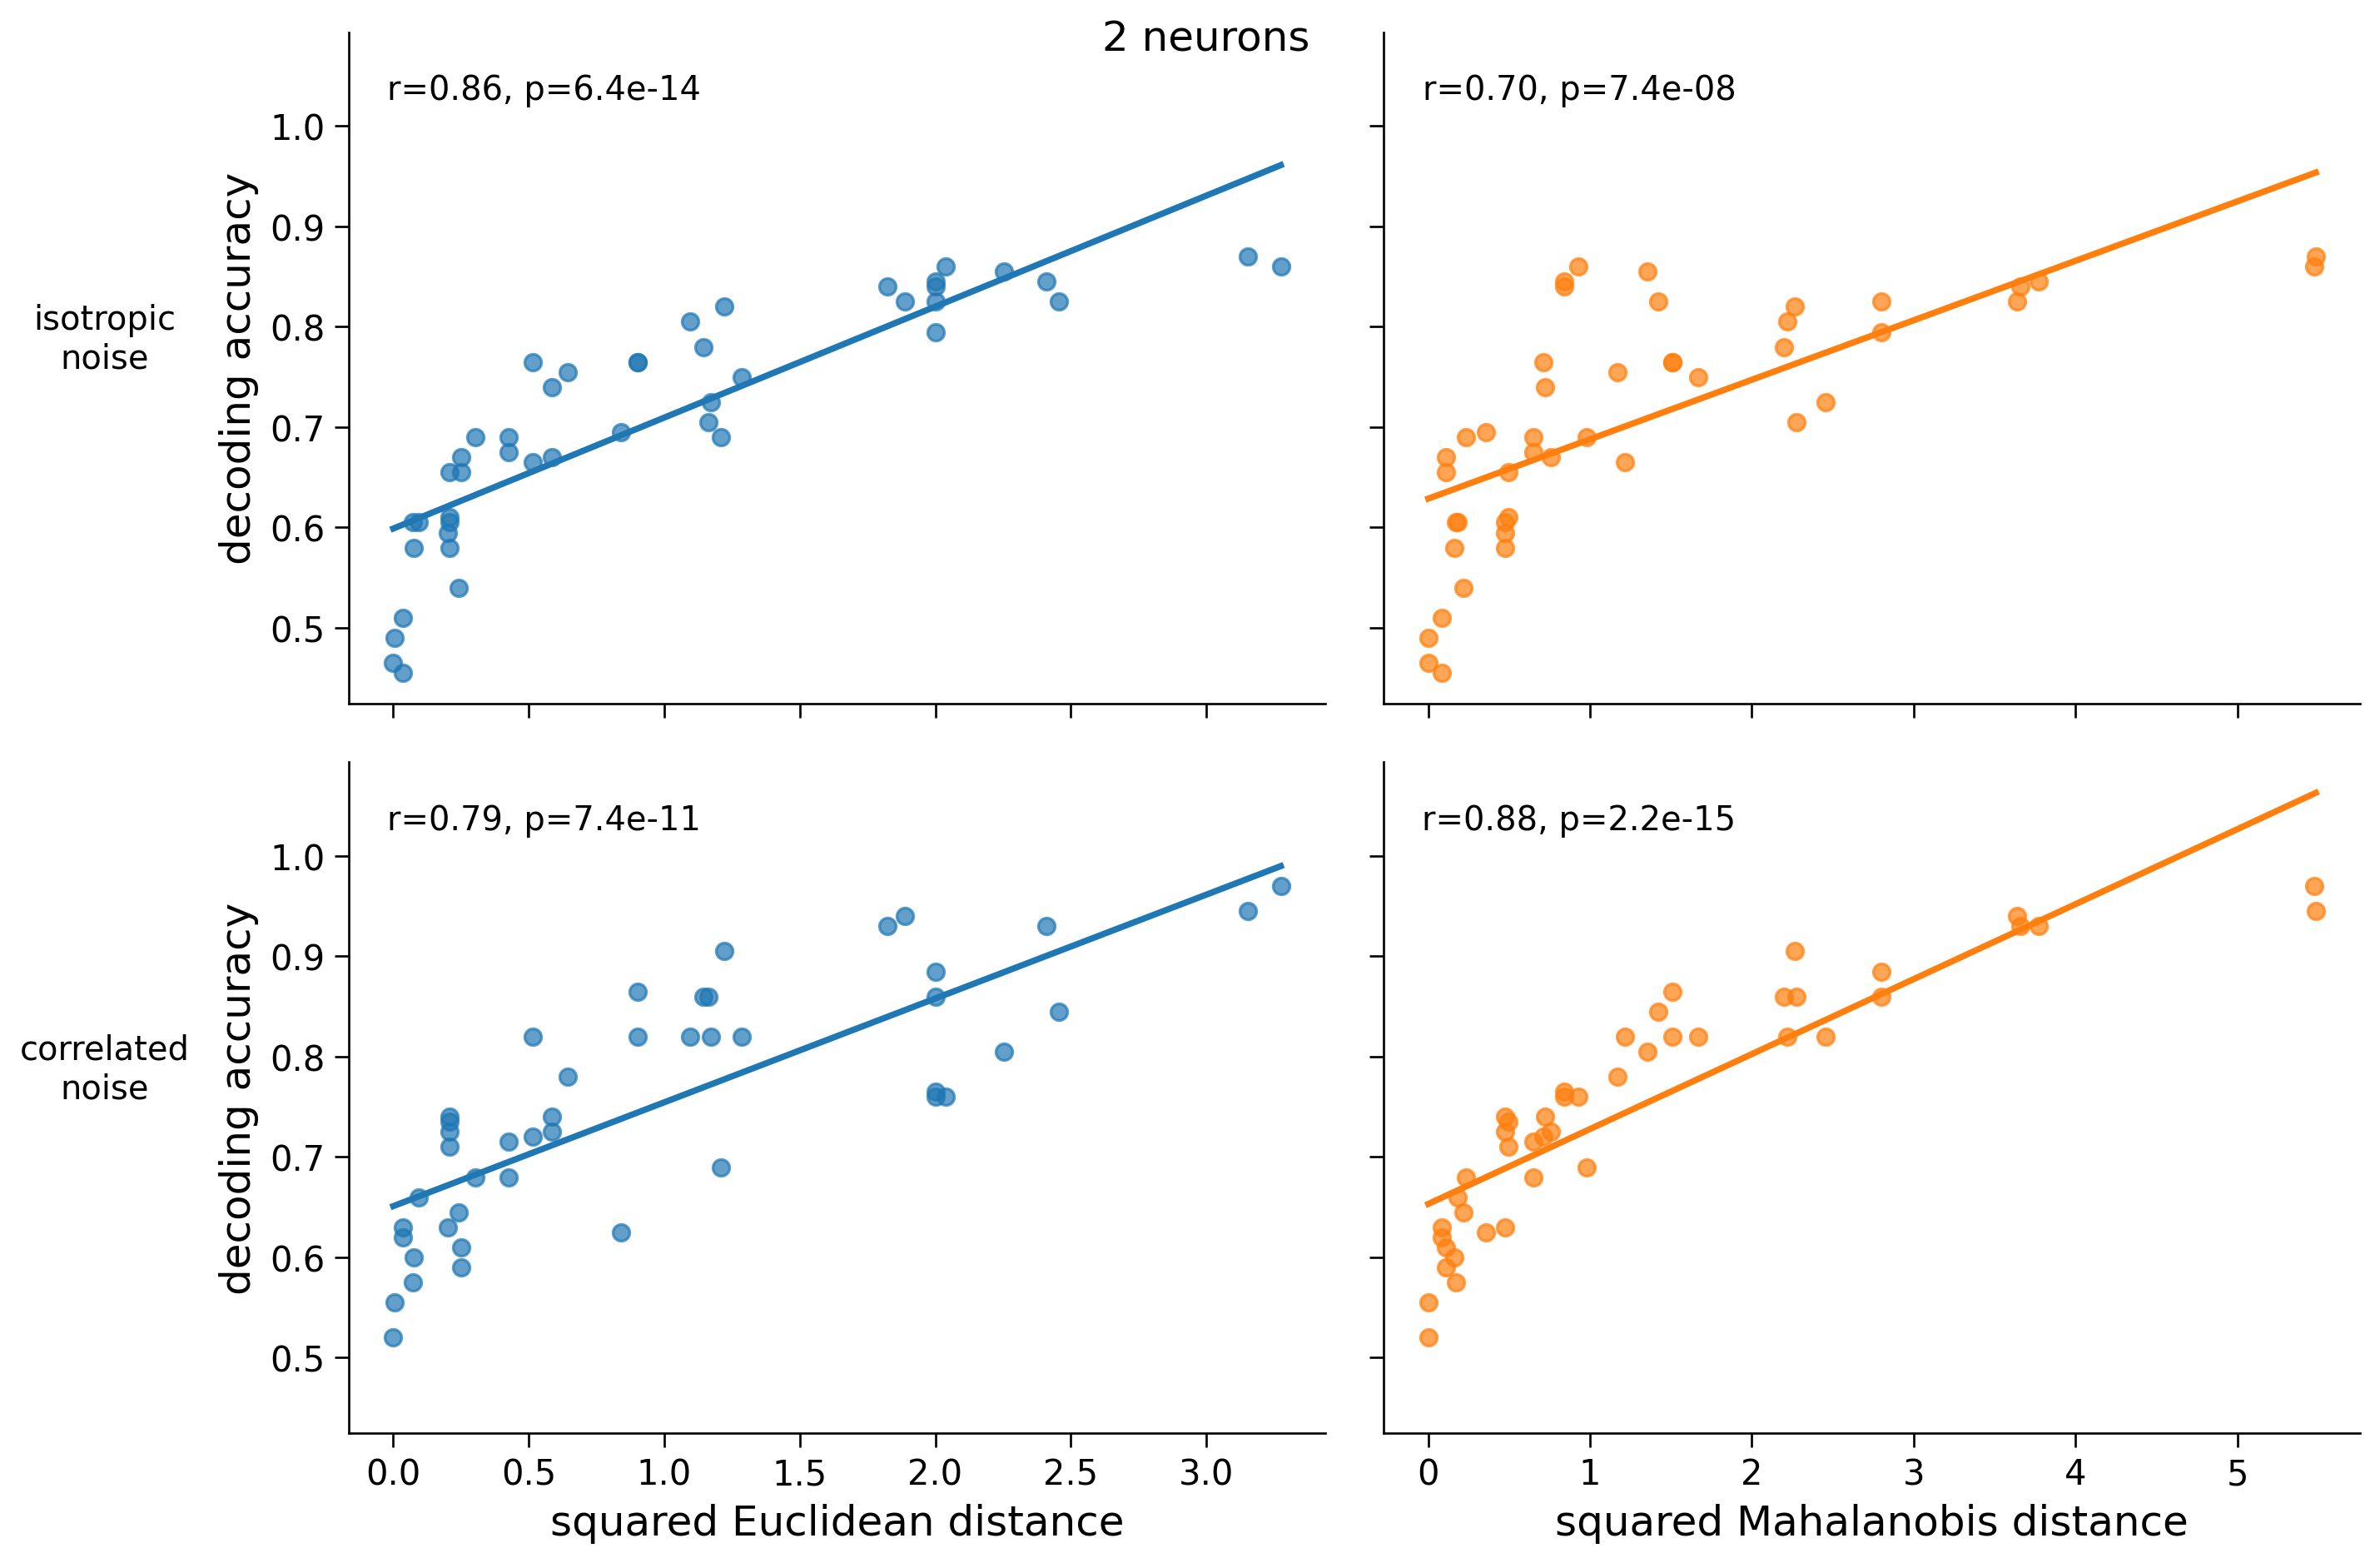 2 neurons
isotropic
noise
decoding accuracy
r=0.86, p=6.4e-14
1.0
0.9
0.8
0.7
0.6
0.5
r=0.70, p=7.4e-08
correlated
noise
decoding accuracy
r=0.79, p=7.4e-11
1.0
0.9
0.8
0.7
0.6
0.5
0.0 0.5 1.0 1.5 2.0 2.5 3.0
squared Euclidean distance
r=0.88, p=2.2e-15
0 1 2 3 4 5
squared Mahalanobis distance